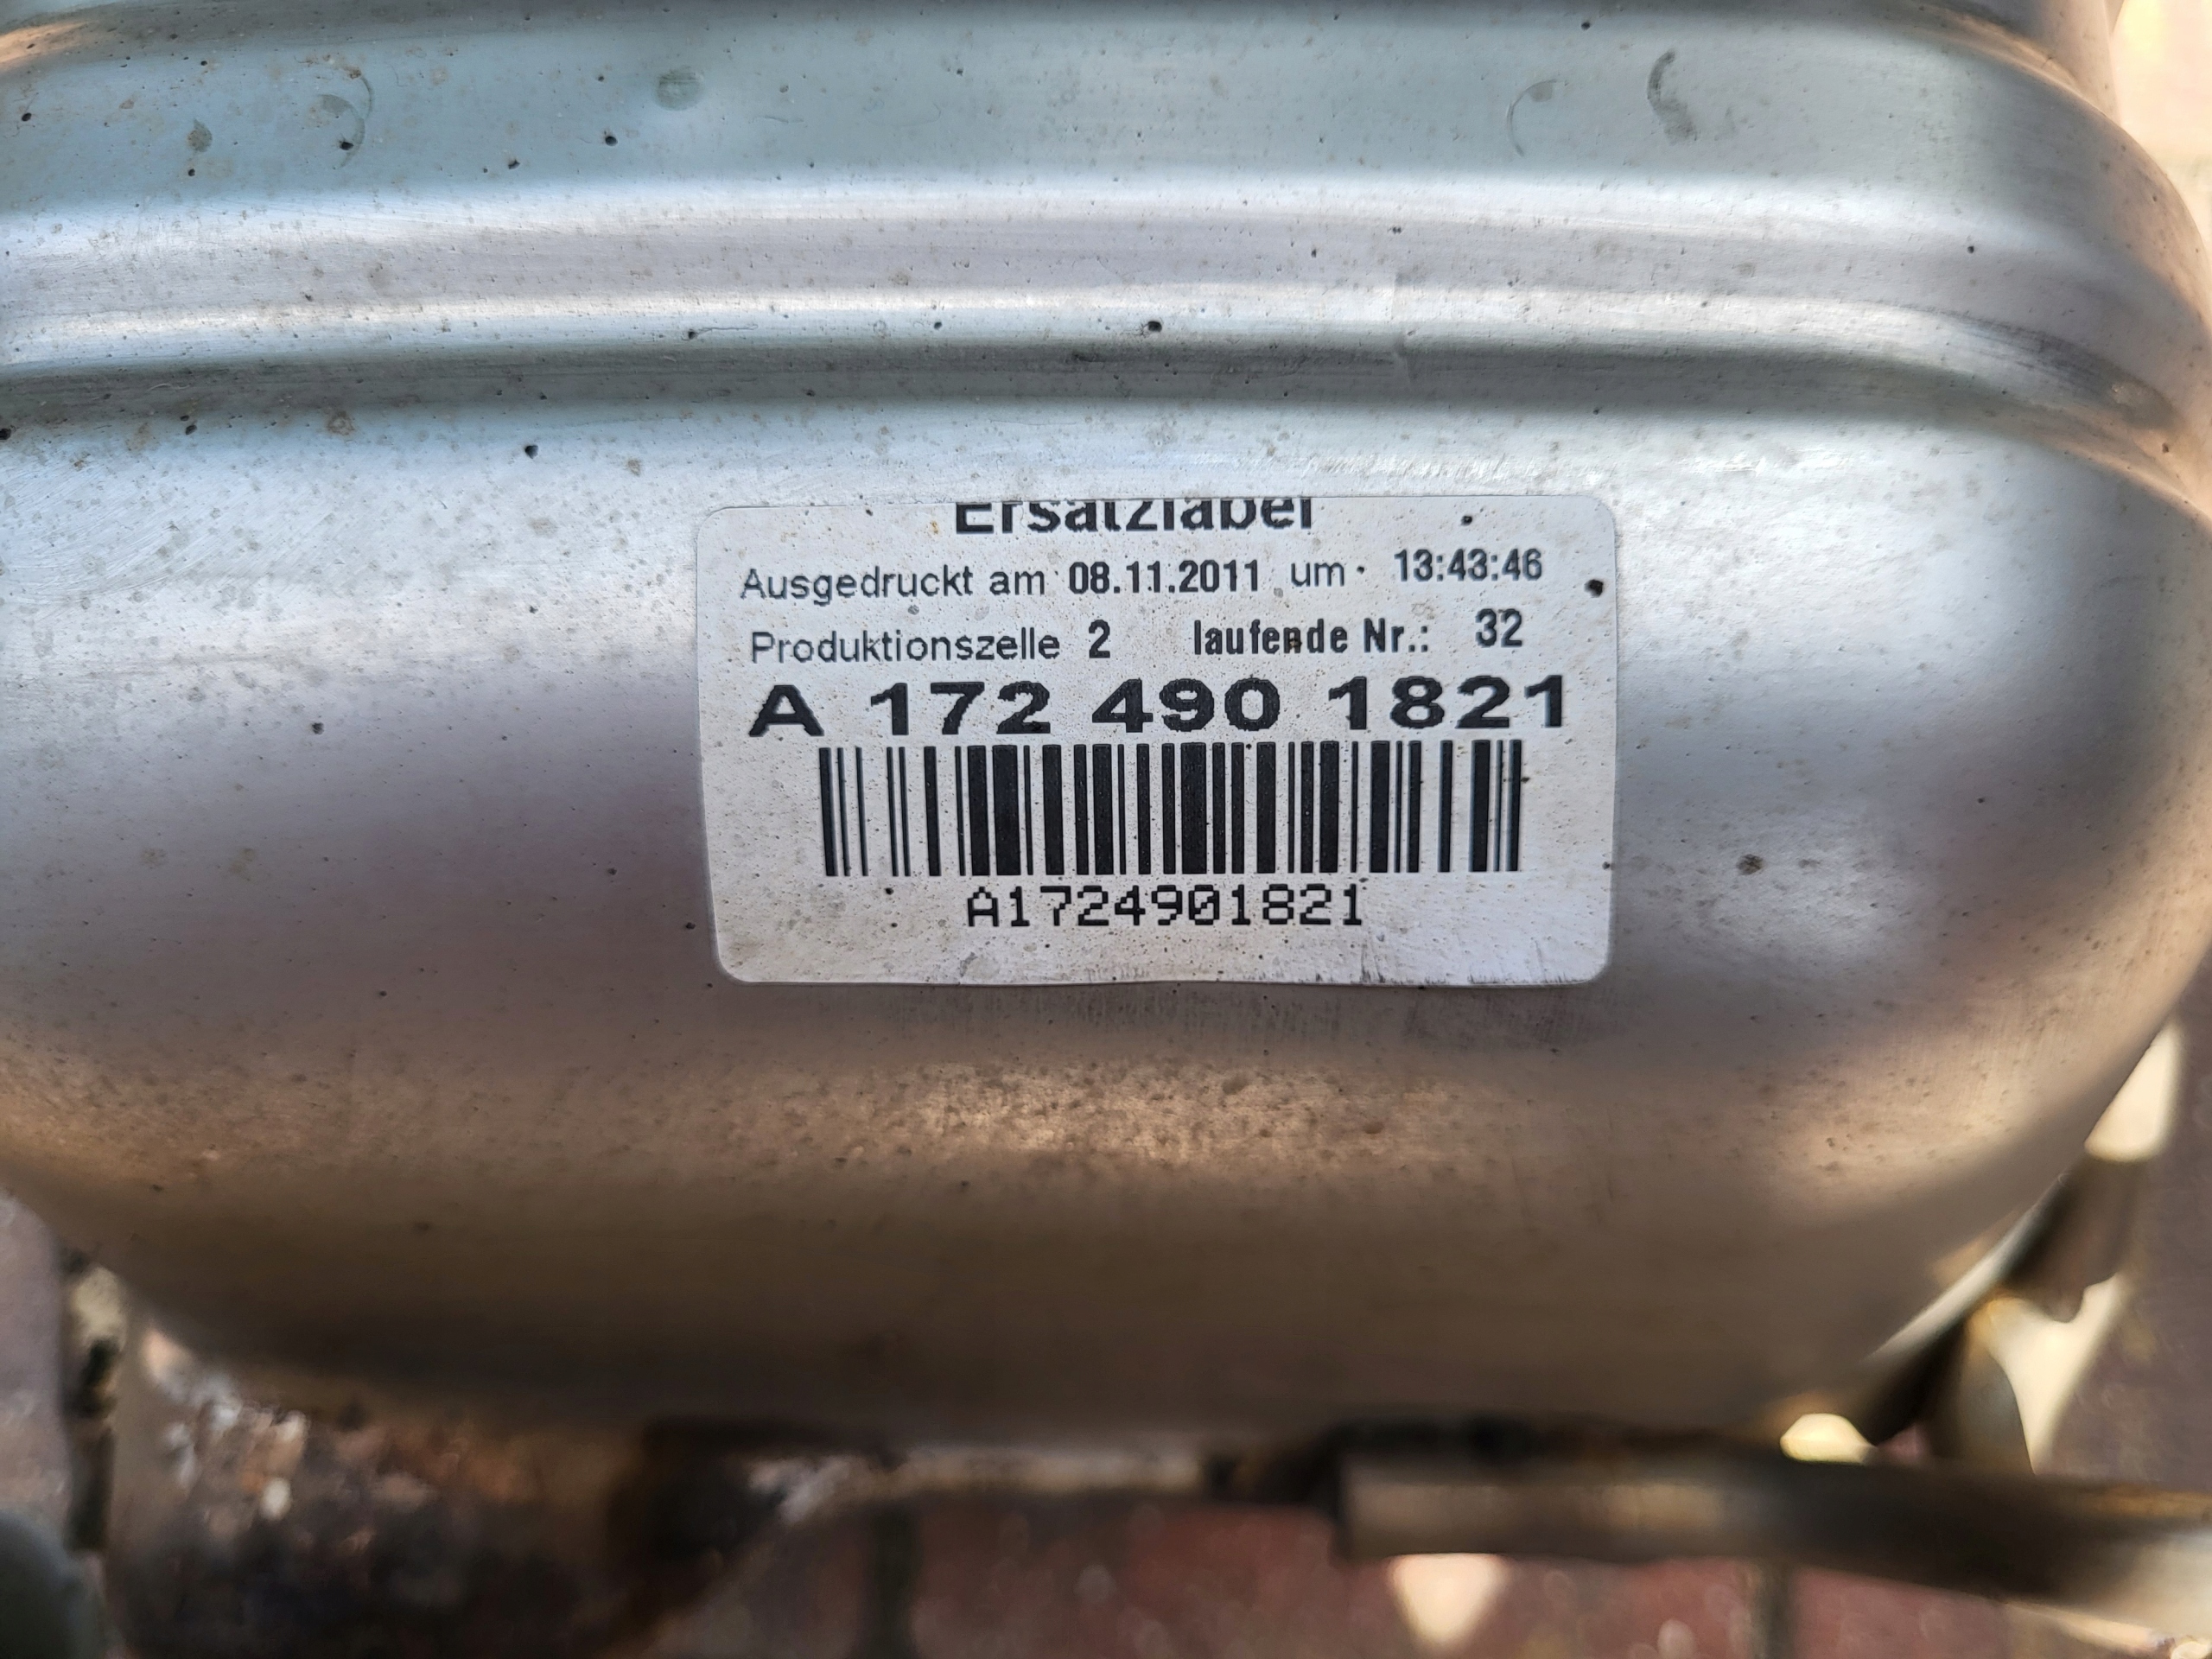 Ersatzlabel
Ausgedruckt am 08.11.2011 um 13:43:46
Produktionszelle 2 laufende Nr.: 32
A 172 490 1821
A1724901821